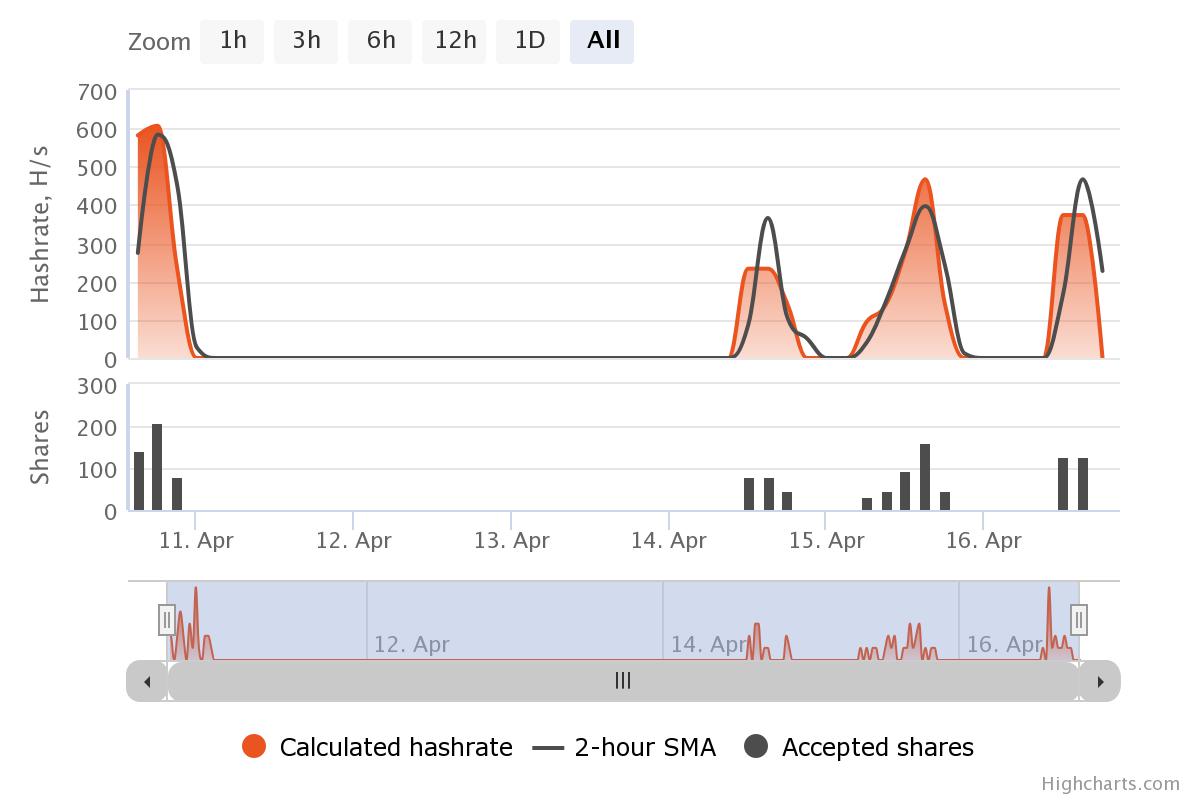 Zoom 1h 3h 6h 12h 1D All
Hashrate, H/s
700
600
500
400
300
200
100
0
Shares
300
200
100
0
11. Apr 12. Apr 13. Apr 14. Apr 15. Apr 16. Apr
12. Apr 14. Apr 16. Apr
Calculated hashrate 2-hour SMA Accepted shares
Highcharts.com